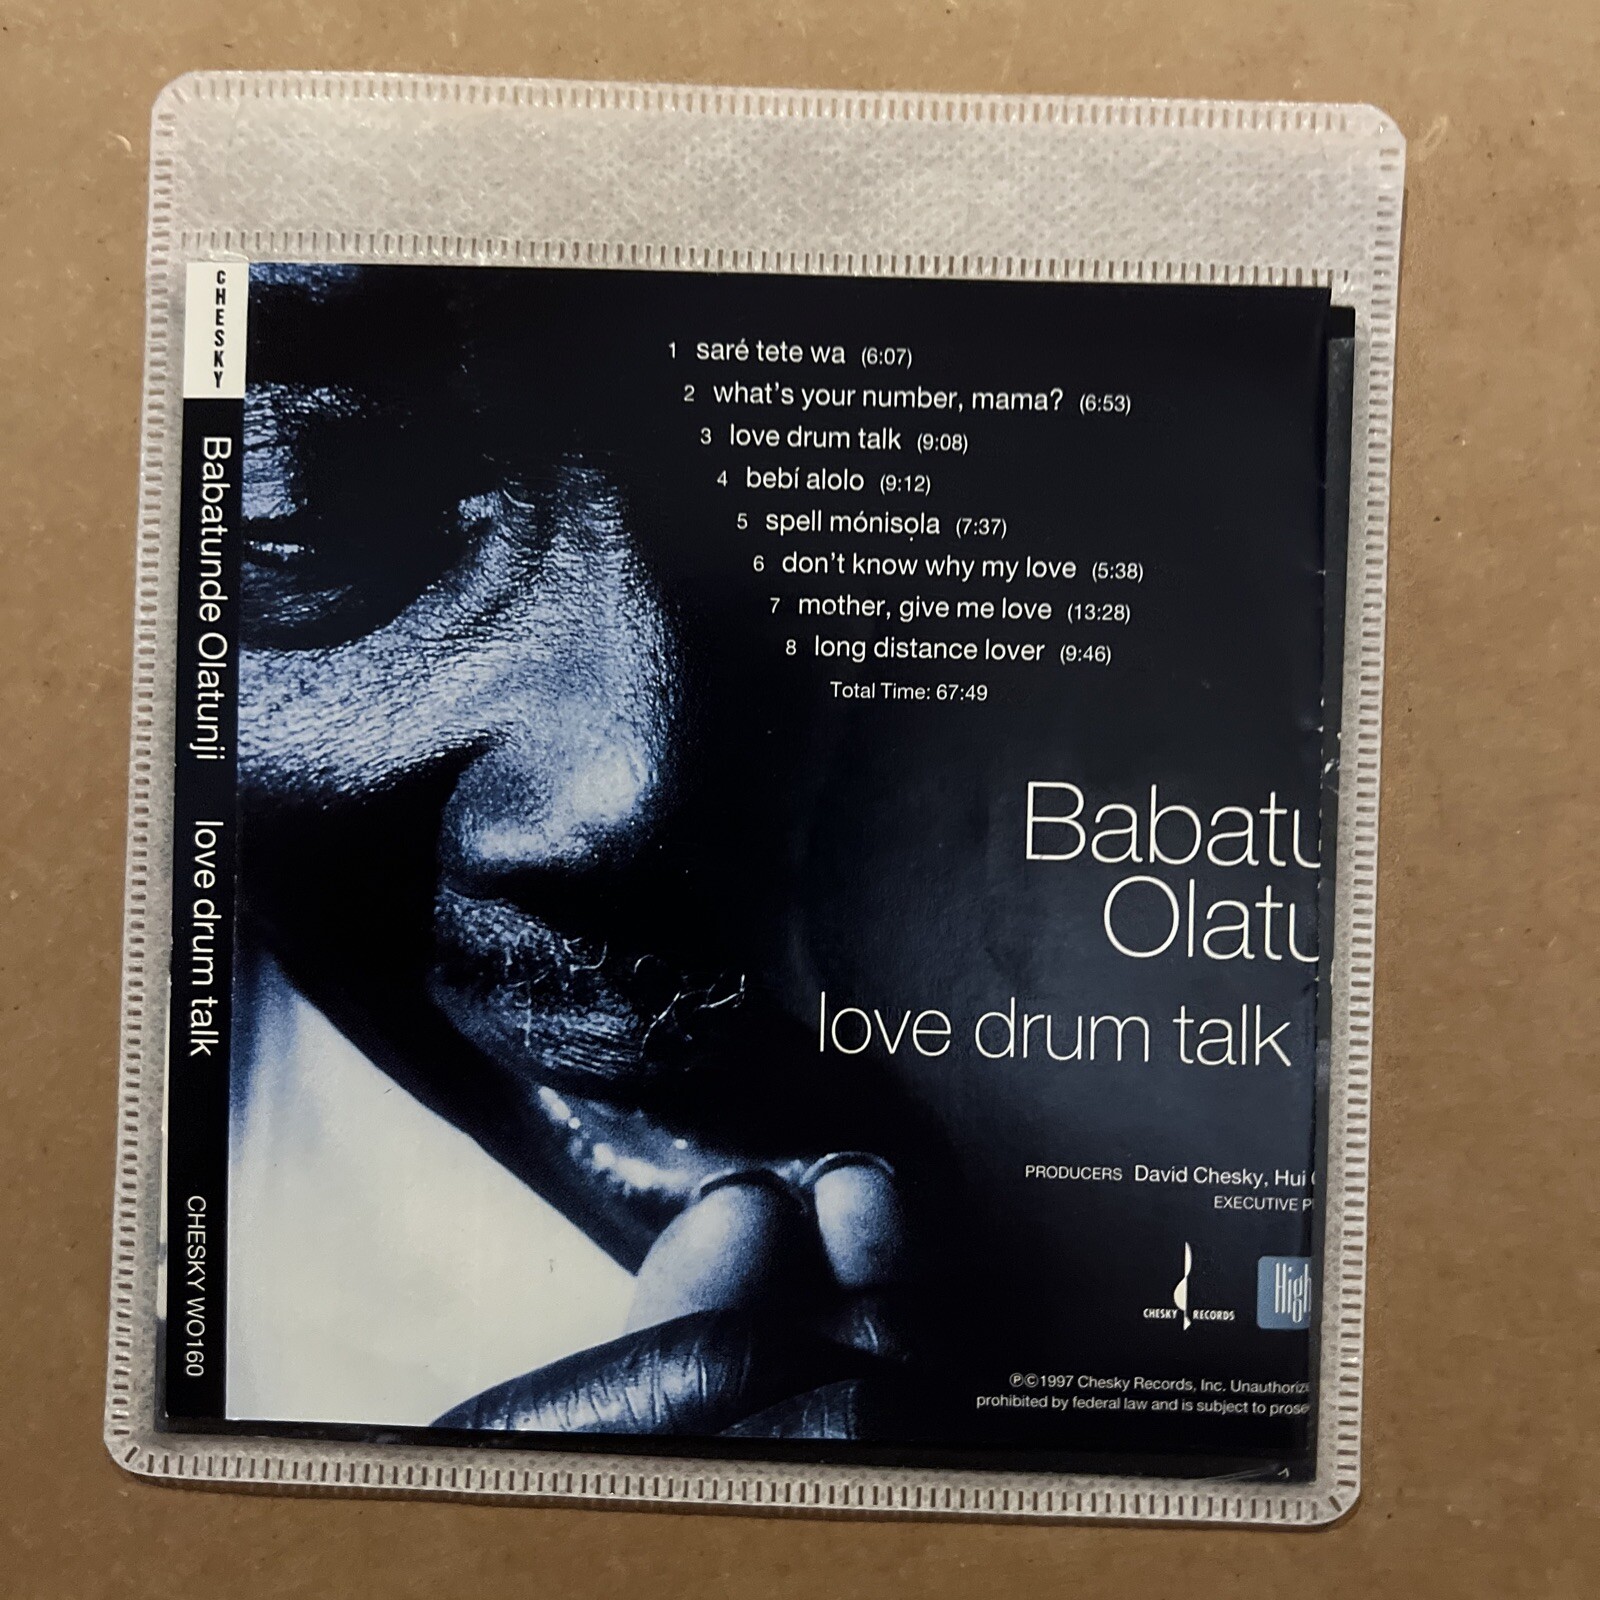 CHESKY
Babatunde Olatunji love drum talk CHESKY WO160
1 saré tete wa (6:07)
2 what's your number, mama? (6:53)
3 love drum talk (9:08)
4 bebí alolo (9:12)
5 spell mónisọla (7:37)
6 don't know why my love (5:38)
7 mother, give me love (13:28)
8 long distance lover (9:46)
Total Time: 67:49
Babatu
Olatu
love drum talk
PRODUCERS David Chesky, Hui
EXECUTIVE P
CHESKY RECORDS
High
℗©1997 Chesky Records, Inc. Unauthoriz
prohibited by federal law and is subject to prose